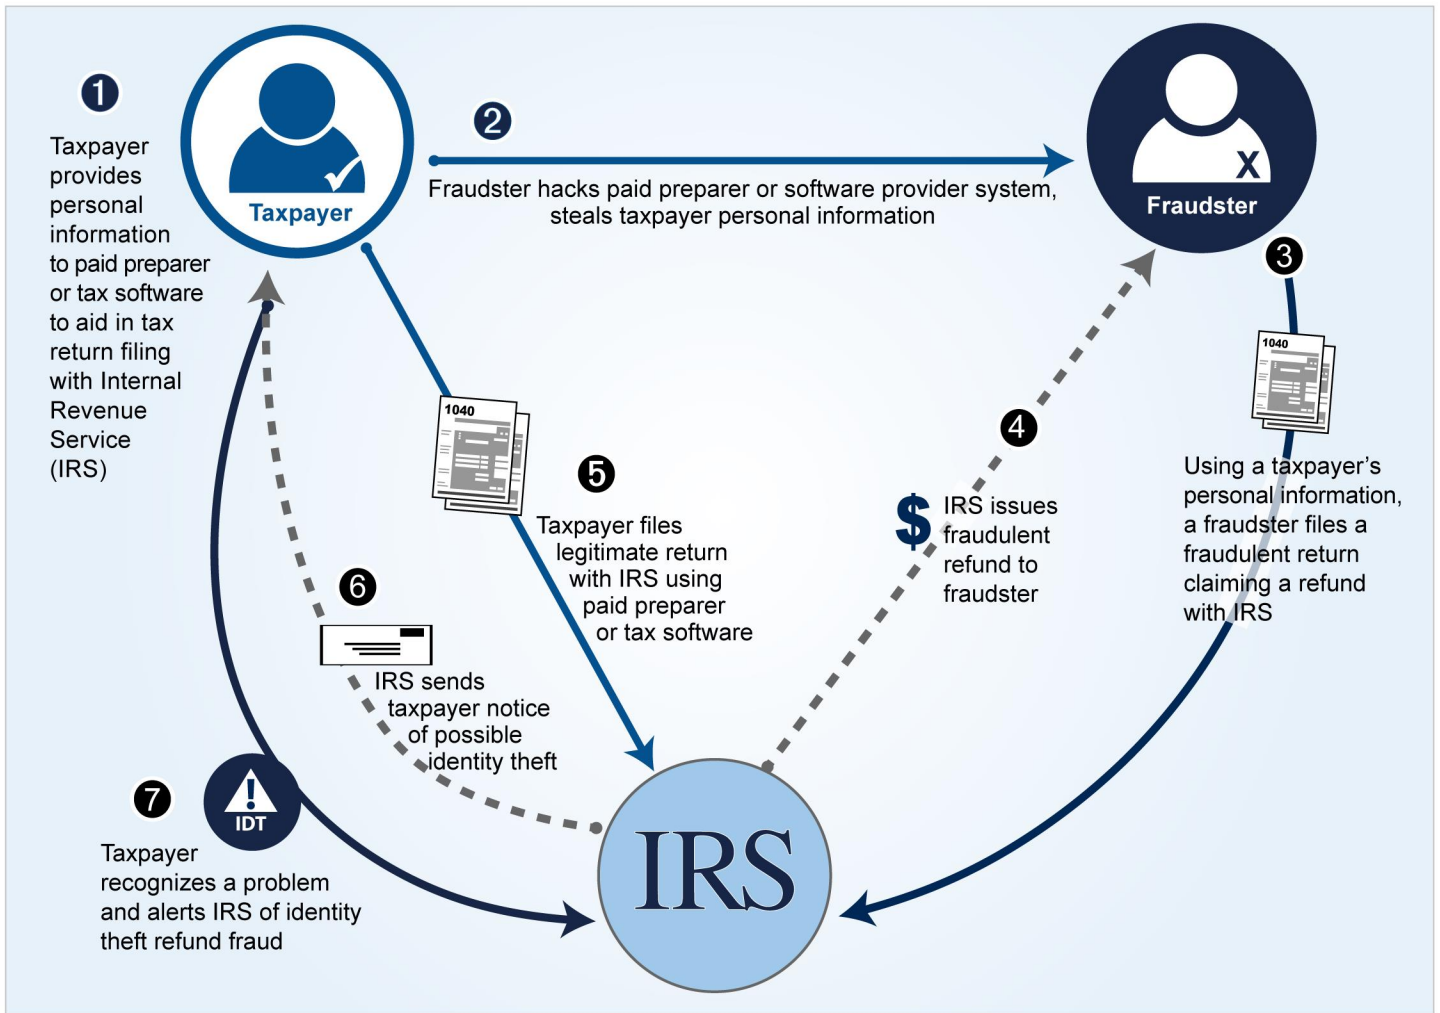 1
Taxpayer
provides
personal
information
to paid preparer
or tax software
to aid in tax
return filing
with Internal
Revenue
Service
(IRS)
Taxpayer
2
Fraudster hacks paid preparer or software provider system,
steals taxpayer personal information
X
Fraudster
3
1040
Using a taxpayer’s
personal information,
a fraudster files a
fraudulent return
claiming a refund
with IRS
4
$
IRS issues
fraudulent
refund to
fraudster
1040
5
Taxpayer files
legitimate return
with IRS using
paid preparer
or tax software
6
IRS sends
taxpayer notice
of possible
identity theft
7
!
IDT
Taxpayer
recognizes a problem
and alerts IRS of identity
theft refund fraud
IRS